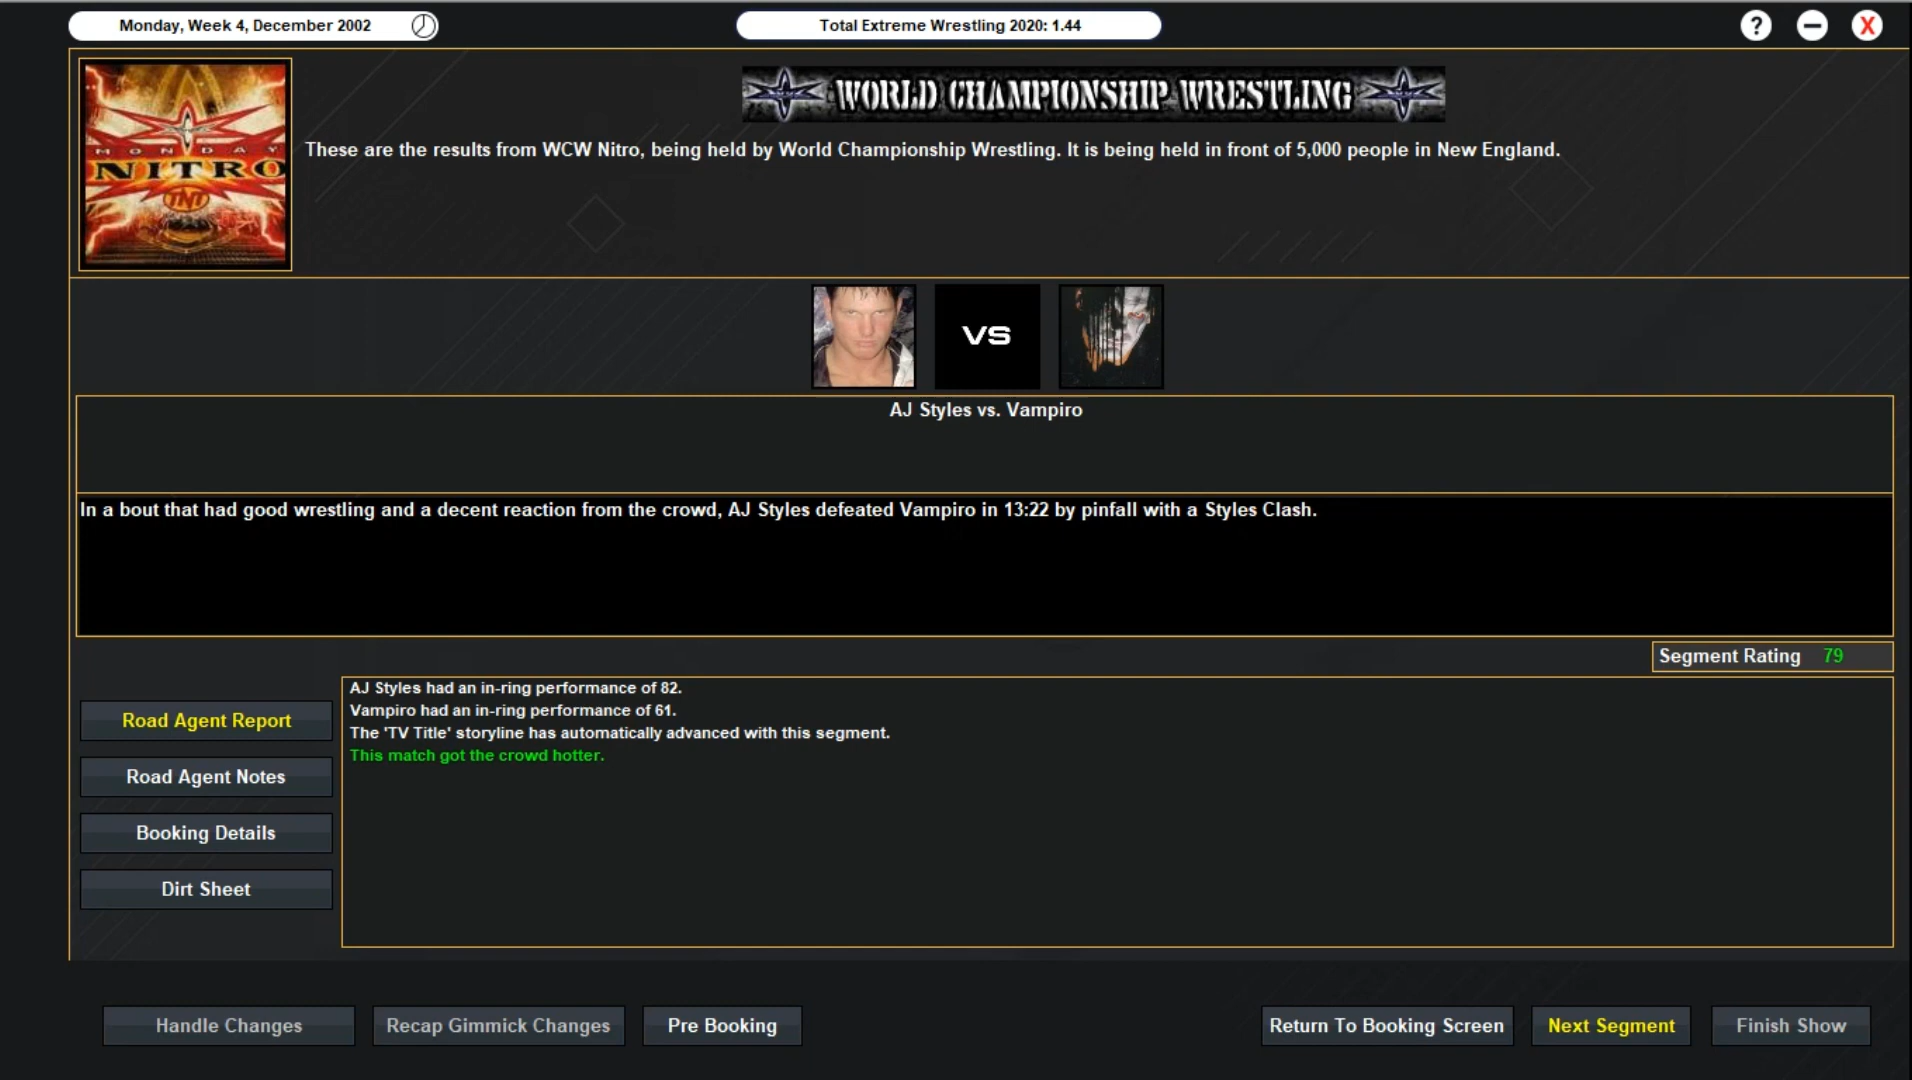 Monday, Week 4, December 2002
Total Extreme Wrestling 2020: 1.44
?
X
MONDAY
NITRO
TNT
WORLD CHAMPIONSHIP WRESTLING
These are the results from WCW Nitro, being held by World Championship Wrestling. It is being held in front of 5,000 people in New England.
VS
AJ Styles vs. Vampiro
In a bout that had good wrestling and a decent reaction from the crowd, AJ Styles defeated Vampiro in 13:22 by pinfall with a Styles Clash.
Segment Rating 79
Road Agent Report
Road Agent Notes
Booking Details
Dirt Sheet
AJ Styles had an in-ring performance of 82.
Vampiro had an in-ring performance of 61.
The 'TV Title' storyline has automatically advanced with this segment.
This match got the crowd hotter.
Handle Changes
Recap Gimmick Changes
Pre Booking
Return To Booking Screen
Next Segment
Finish Show